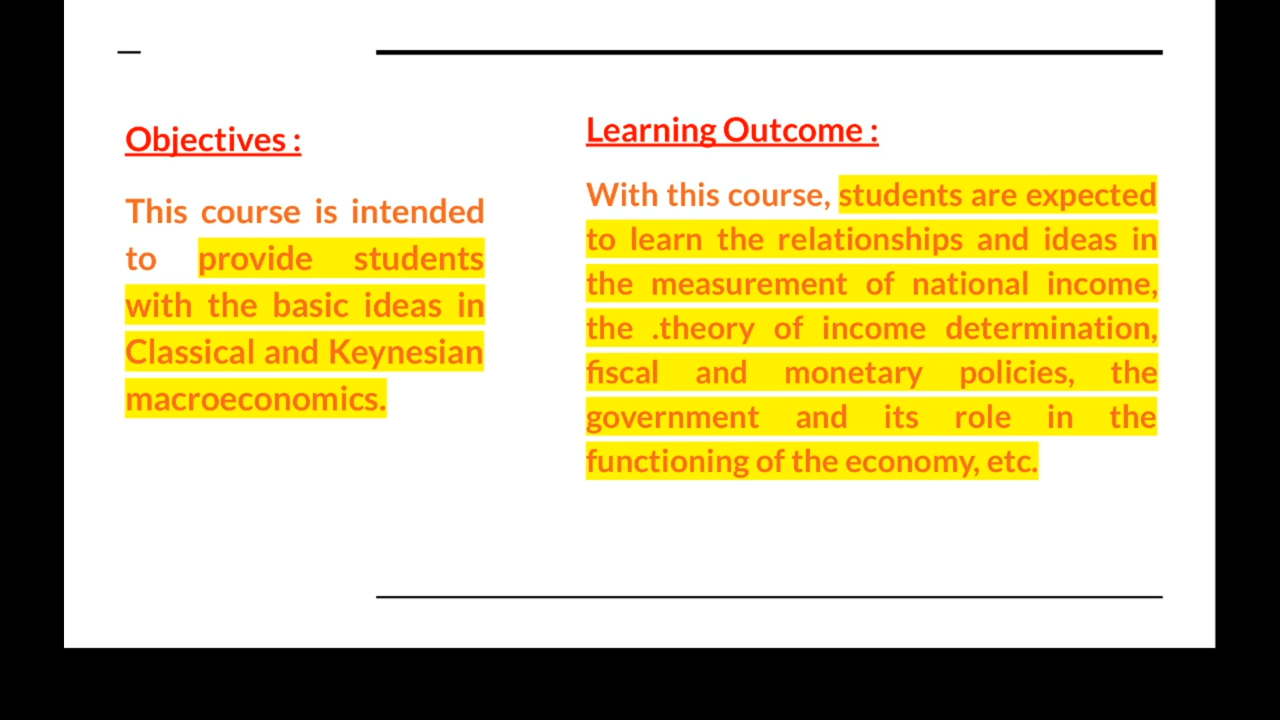 Objectives :
This course is intended
to provide students
with the basic ideas in
Classical and Keynesian
macroeconomics.
Learning Outcome :
With this course, students are expected
to learn the relationships and ideas in
the measurement of national income,
the .theory of income determination,
fiscal and monetary policies, the
government and its role in the
functioning of the economy, etc.